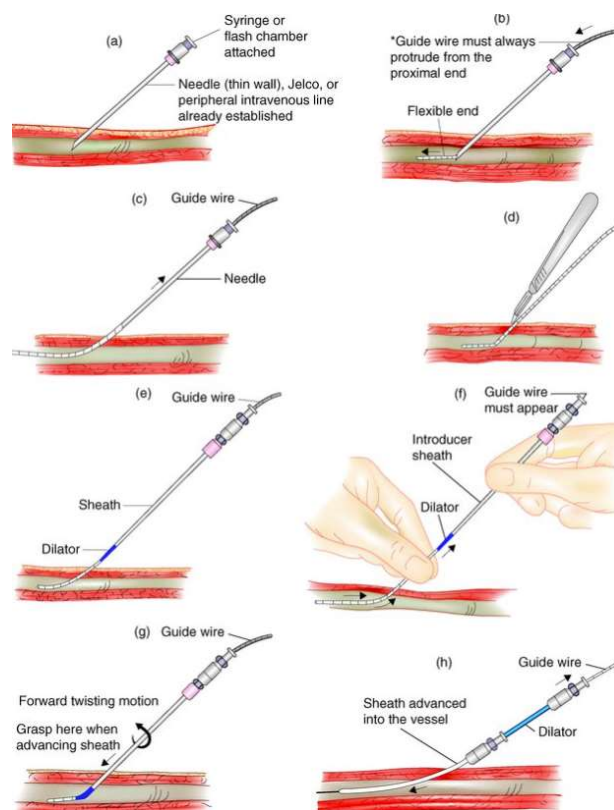 (a)
Syringe or
flash chamber
attached
Needle (thin wall), Jelco, or
peripheral intravenous line
already established
(b)
*Guide wire must always
protrude from the
proximal end
Flexible end
(c)
Guide wire
Needle
(d)
(e)
Guide wire
Sheath
Dilator
(f)
Guide wire
must appear
Introducer
sheath
Dilator
(g)
Guide wire
Forward twisting motion
Grasp here when
advancing sheath
(h)
Guide wire
Sheath advanced
into the vessel
Dilator